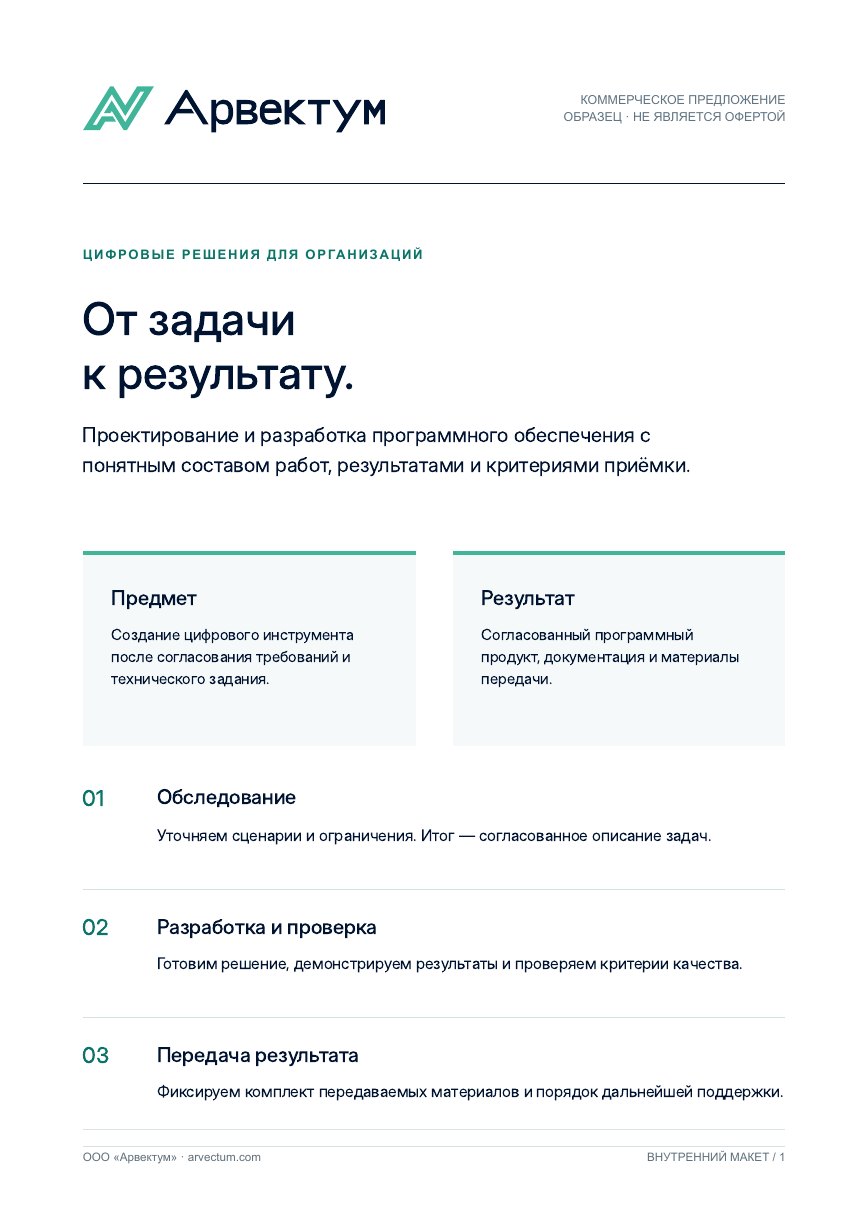 Арвектум
КОММЕРЧЕСКОЕ ПРЕДЛОЖЕНИЕ
ОБРАЗЕЦ · НЕ ЯВЛЯЕТСЯ ОФЕРТОЙ
ЦИФРОВЫЕ РЕШЕНИЯ ДЛЯ ОРГАНИЗАЦИЙ
От задачи
к результату.
Проектирование и разработка программного обеспечения с
понятным составом работ, результатами и критериями приёмки.
Предмет
Создание цифрового инструмента
после согласования требований и
технического задания.
Результат
Согласованный программный
продукт, документация и материалы
передачи.
01
Обследование
Уточняем сценарии и ограничения. Итог — согласованное описание задач.
02
Разработка и проверка
Готовим решение, демонстрируем результаты и проверяем критерии качества.
03
Передача результата
Фиксируем комплект передаваемых материалов и порядок дальнейшей поддержки.
ООО «Арвектум» · arvectum.com
ВНУТРЕННИЙ МАКЕТ / 1